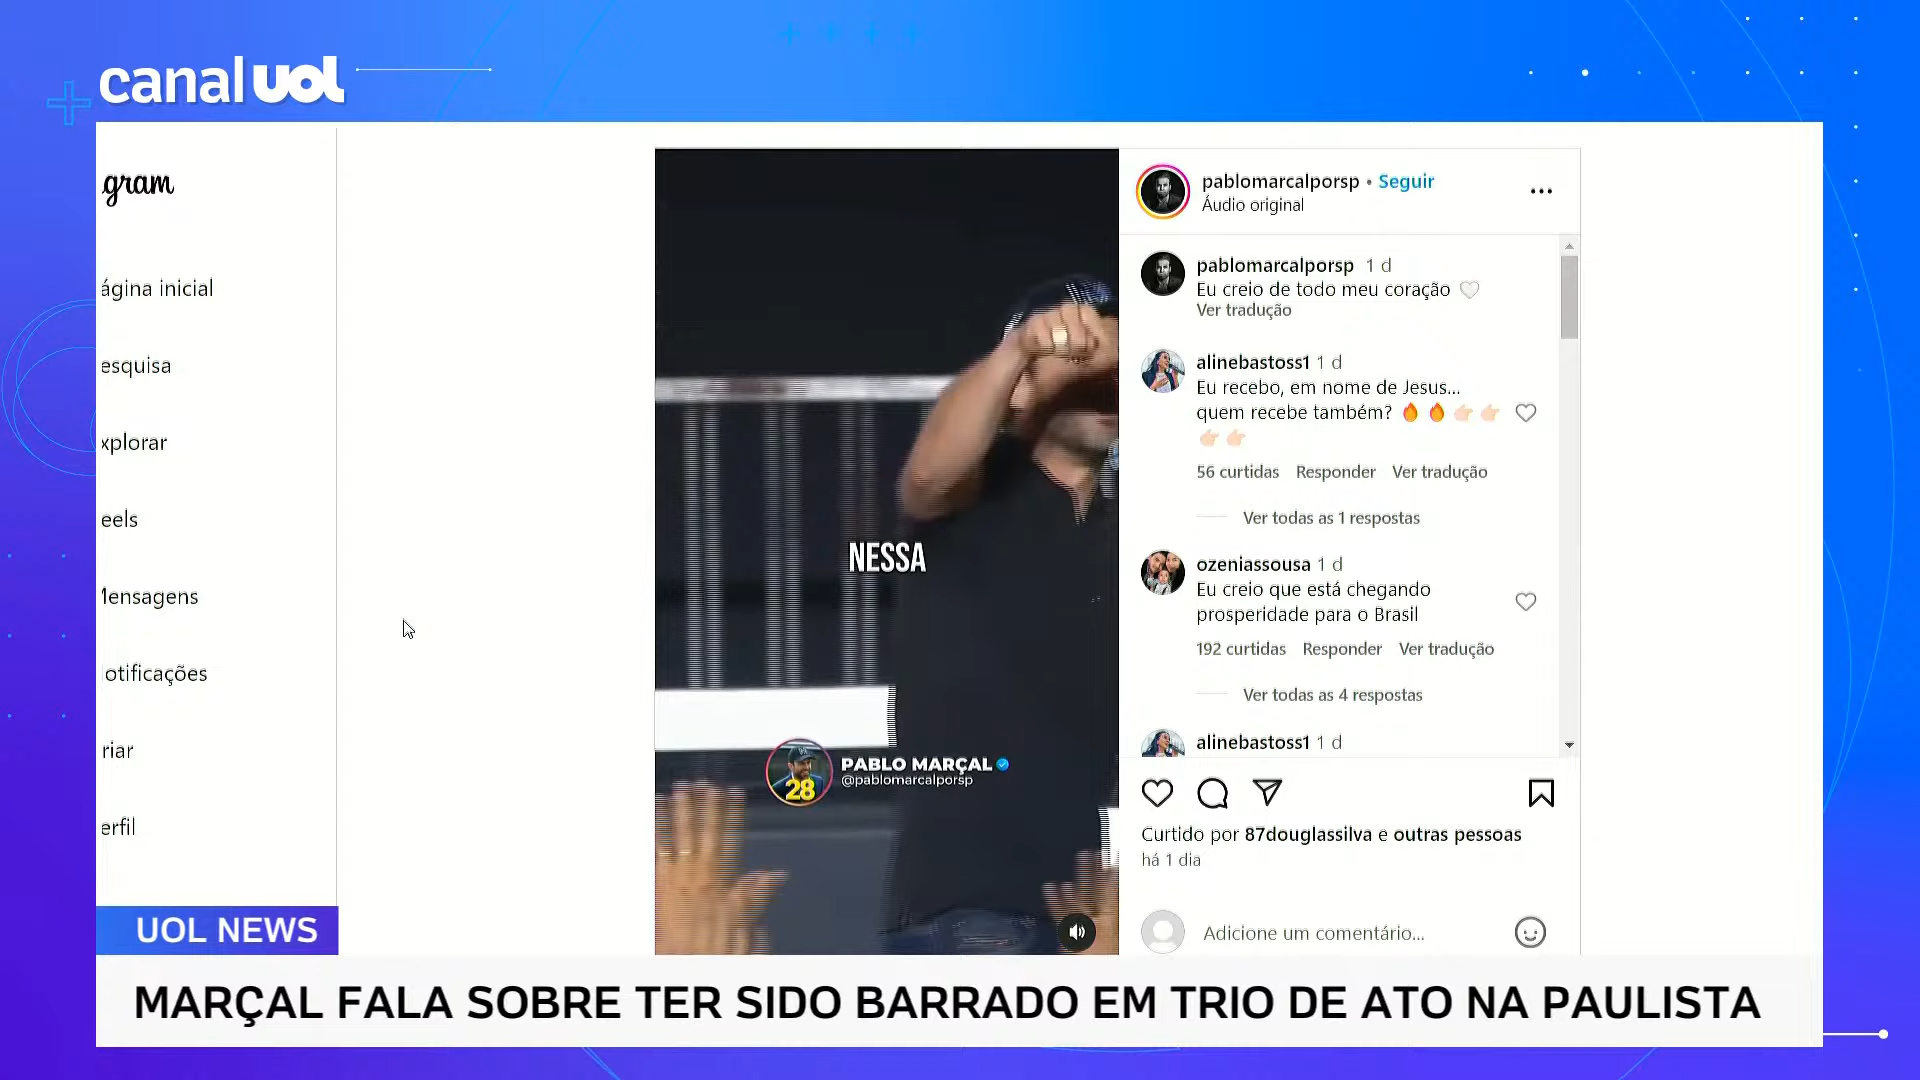 canal uol
gram
ágina inicial
esquisa
xplorar
eels
Mensagens
otificações
riar
erfil
NESSA
28
PABLO MARÇAL
@pablomarcalporsp
pablomarcalporsp • Seguir
Áudio original
pablomarcalporsp 1 d
Eu creio de todo meu coração 🤍
Ver tradução
alinebastoss1 1 d
Eu recebo, em nome de Jesus...
quem recebe também? 🔥 🔥 👉🏻 👉🏻
👉🏻 👉🏻
56 curtidas Responder Ver tradução
Ver todas as 1 respostas
ozeniassousa 1 d
Eu creio que está chegando
prosperidade para o Brasil
192 curtidas Responder Ver tradução
Ver todas as 4 respostas
alinebastoss1 1 d
Curtido por 87douglassilva e outras pessoas
há 1 dia
Adicione um comentário...
UOL NEWS
MARÇAL FALA SOBRE TER SIDO BARRADO EM TRIO DE ATO NA PAULISTA